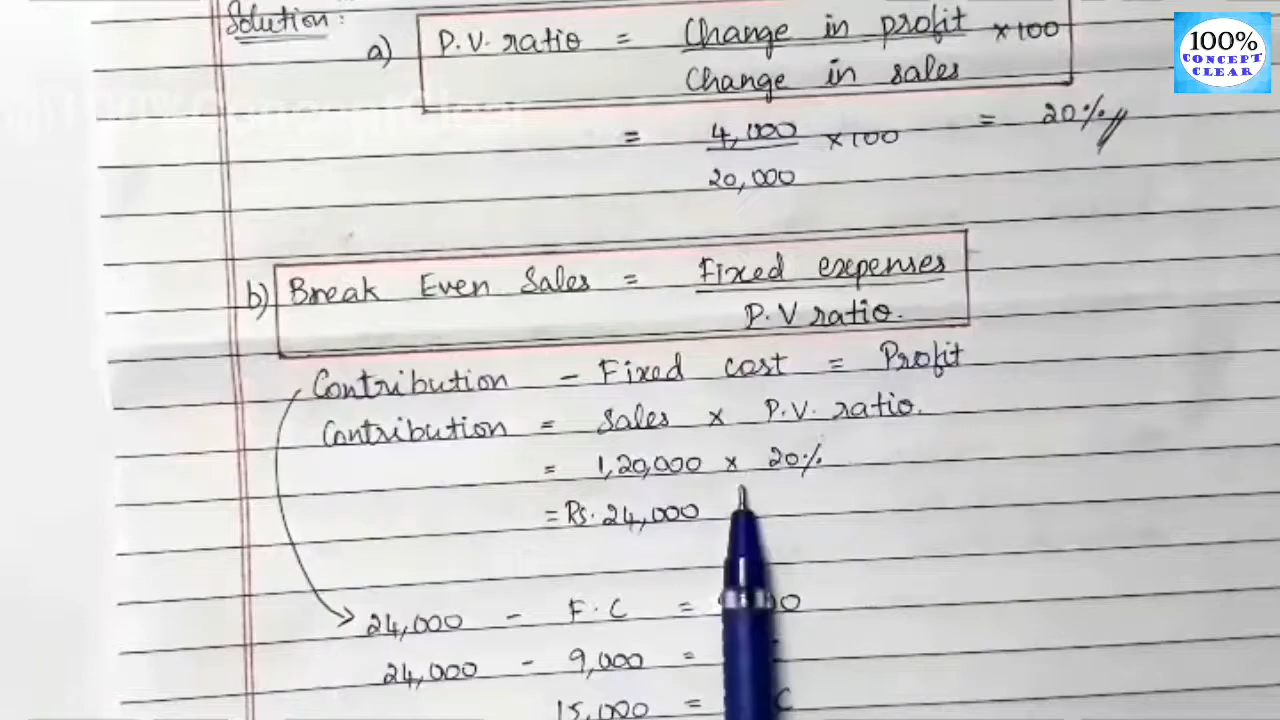 Solution:
100%
CONCEPT
CLEAR
a) P.V. ratio = Change in profit × 100
Change in sales
= 4,000 × 100 = 20%
20,000
b) Break Even Sales = Fixed expenses
P.V ratio.
Contribution - Fixed cost = Profit
Contribution = Sales × P.V. ratio.
= 1,20,000 × 20%
= Rs. 24,000
24,000 - F.C =
24,000 - 9,000 =
15,000 = C